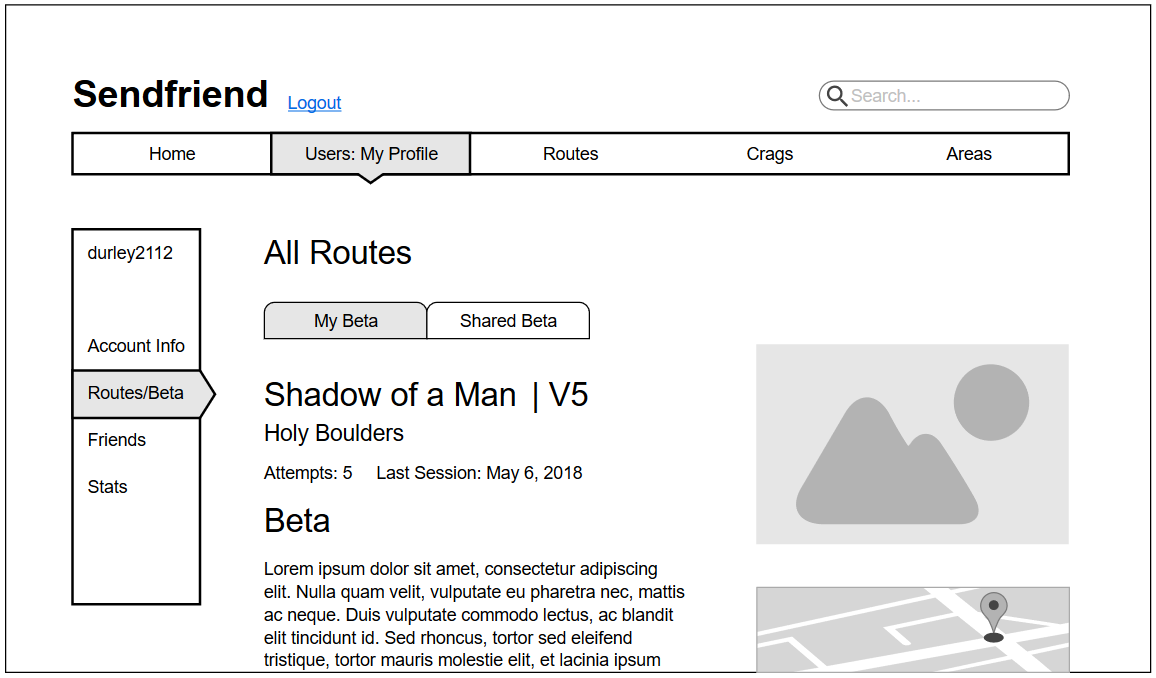 Sendfriend Logout Search...
Home Users: My Profile Routes Crags Areas
durley2112
Account Info
Routes/Beta
Friends
Stats
All Routes
My Beta Shared Beta
Shadow of a Man | V5
Holy Boulders
Attempts: 5 Last Session: May 6, 2018
Beta
Lorem ipsum dolor sit amet, consectetur adipiscing
elit. Nulla quam velit, vulputate eu pharetra nec, mattis
ac neque. Duis vulputate commodo lectus, ac blandit
elit tincidunt id. Sed rhoncus, tortor sed eleifend
tristique, tortor mauris molestie elit, et lacinia ipsum